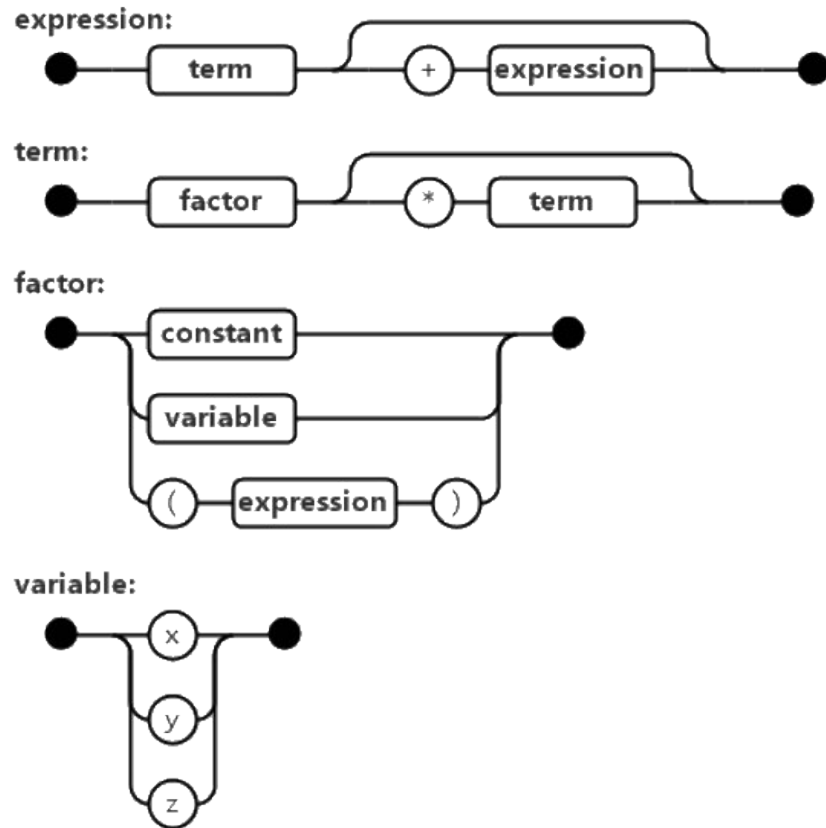 expression:
term + expression
term:
factor * term
factor:
constant
variable
( expression )
variable:
x
y
z